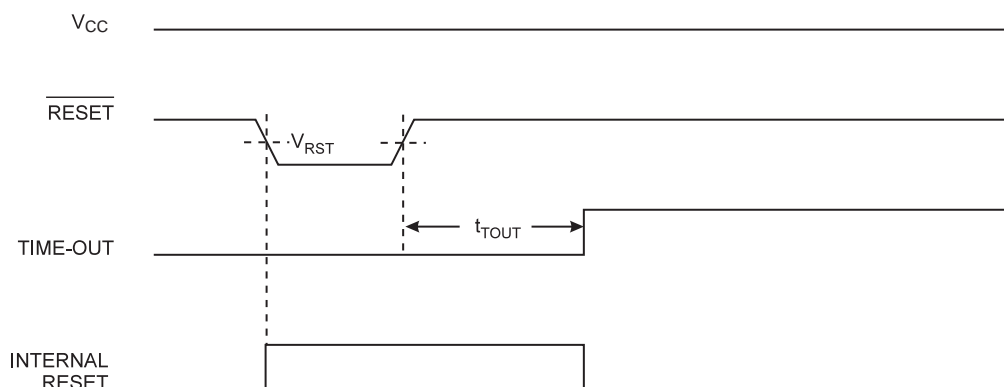 VCC
RESET
VRST
tTOUT
TIME-OUT
INTERNAL
RESET